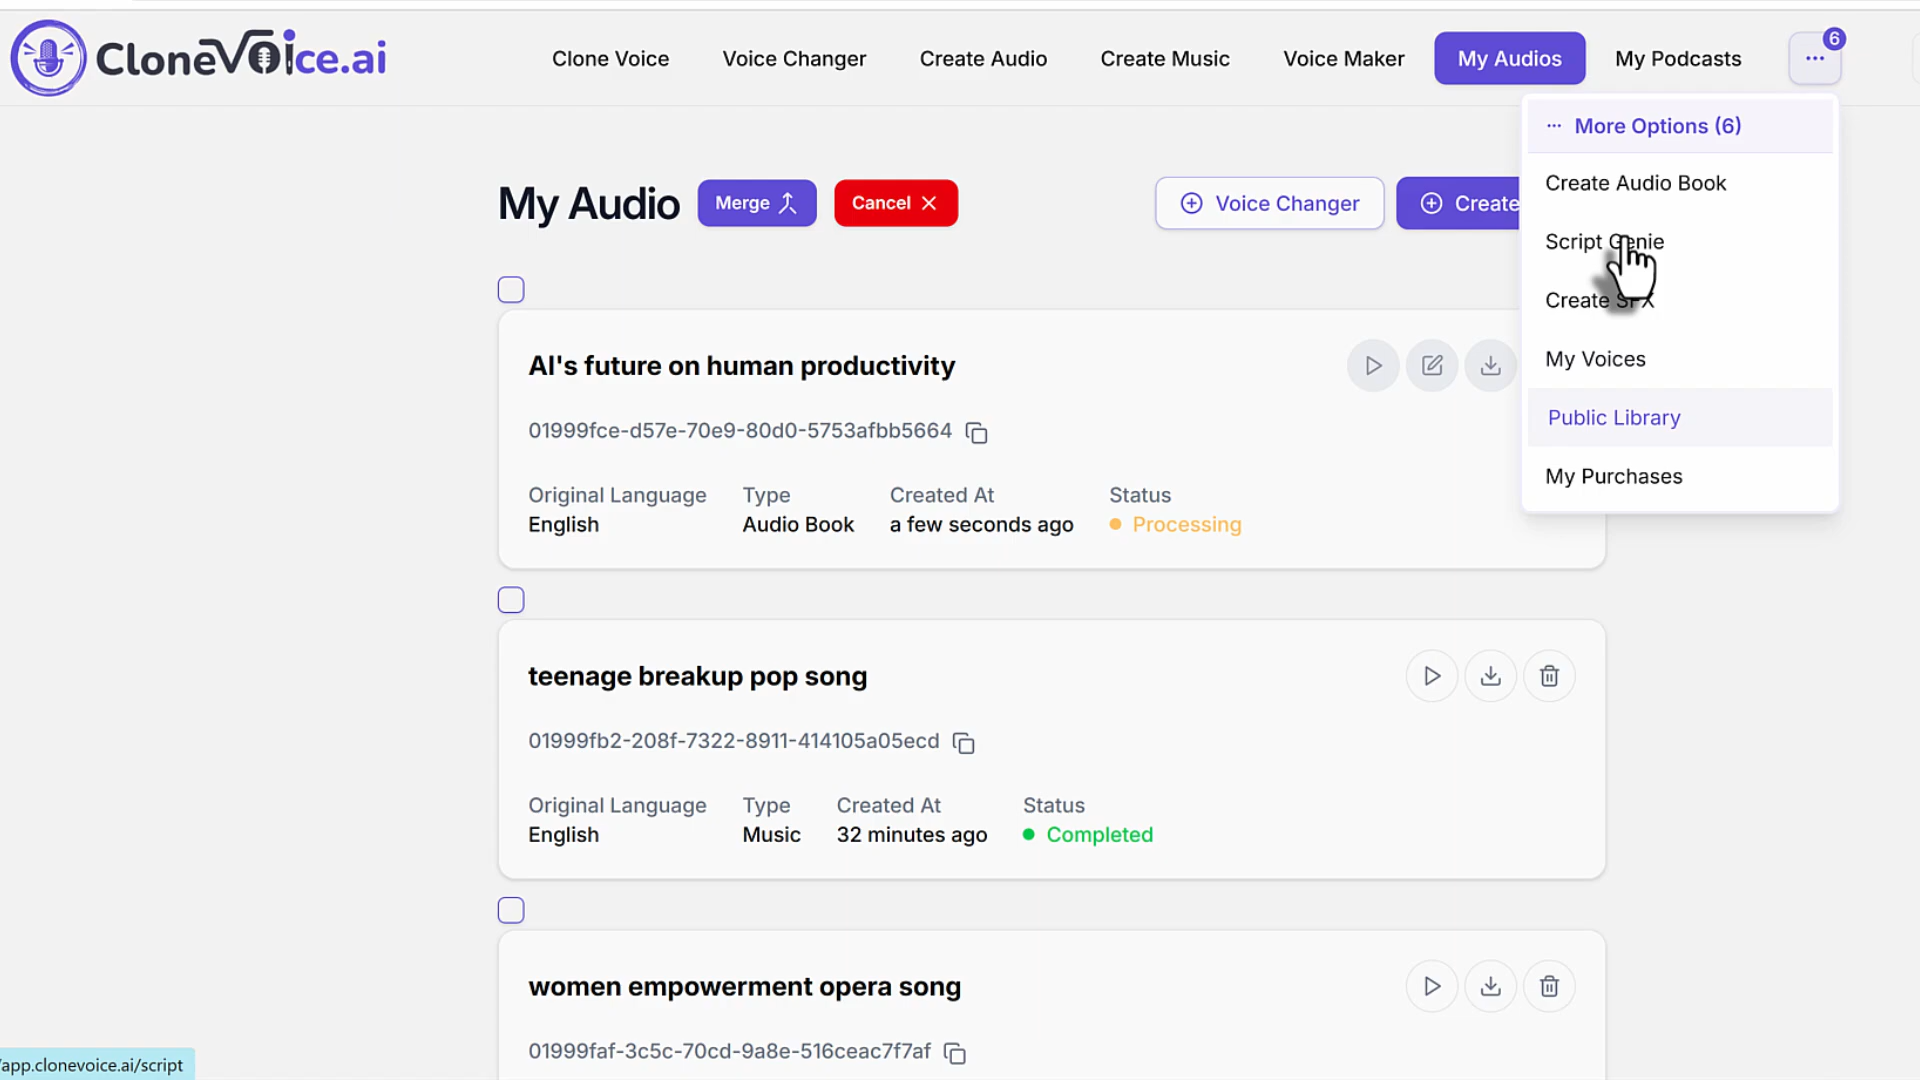 CloneVoice.ai
Clone Voice
Voice Changer
Create Audio
Create Music
Voice Maker
My Audios
My Podcasts
6
More Options (6)
Create Audio Book
Script Genie
Create SFX
My Voices
Public Library
My Purchases
My Audio
Merge
Cancel
Voice Changer
Create
AI's future on human productivity
01999fce-d57e-70e9-80d0-5753afbb5664
Original Language Type Created At Status
English Audio Book a few seconds ago Processing
teenage breakup pop song
01999fb2-208f-7322-8911-414105a05ecd
Original Language Type Created At Status
English Music 32 minutes ago Completed
women empowerment opera song
01999faf-3c5c-70cd-9a8e-516ceac7f7af
/app.clonevoice.ai/script